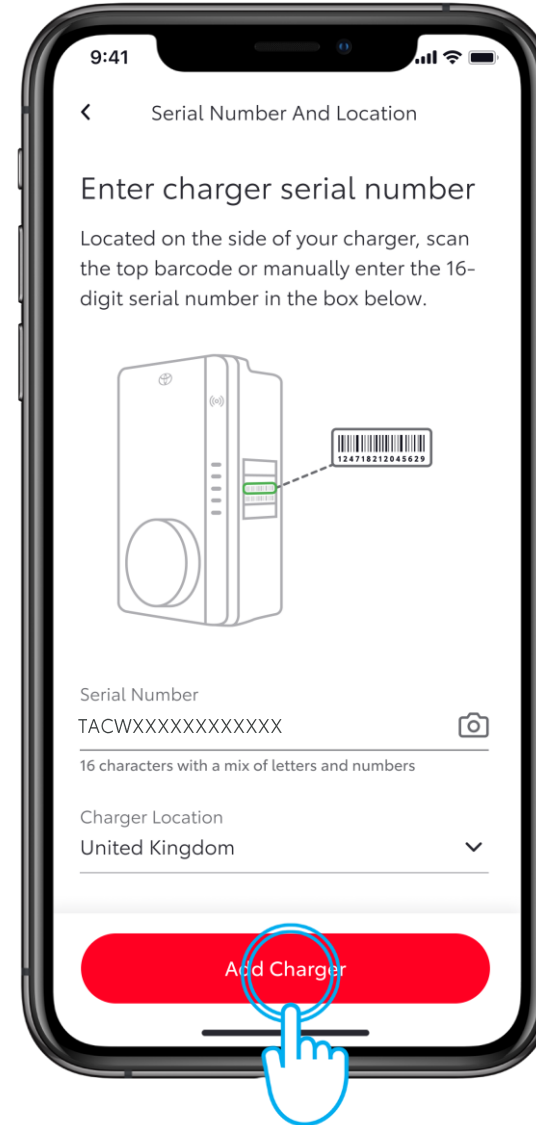 9:41
Serial Number And Location
Enter charger serial number
Located on the side of your charger, scan
the top barcode or manually enter the 16-
digit serial number in the box below.
124718212045629
Serial Number
TACWXXXXXXXXXXXX
16 characters with a mix of letters and numbers
Charger Location
United Kingdom
Add Charger